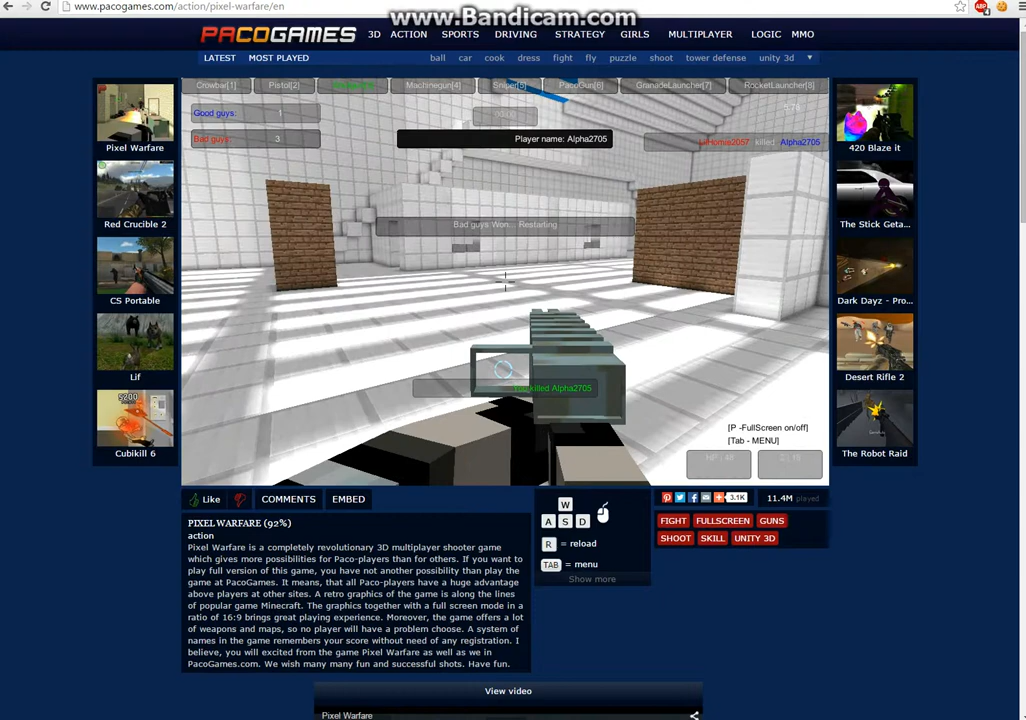 www.pacogames.com/action/pixel-warfare/en
www.Bandicam.com
PACOGAMES
3D ACTION SPORTS DRIVING STRATEGY GIRLS MULTIPLAYER LOGIC MMO
LATEST MOST PLAYED ball car cook dress fight fly puzzle shoot tower defense unity 3d
Crowbar[1] Pistol[2] Machinegun[4] Sniper[5] PacoGun[6] GranadeLauncher[7] RocketLauncher[8]
Good guys: 1
Bad guys: 3
00:00
Player name: Alpha2705
killed Alpha2705
Bad guys Won... Restarting
You killed Alpha2705
[P -FullScreen on/off]
[Tab - MENU]
Pixel Warfare
Red Crucible 2
CS Portable
Lif
$200
Cubikill 6
420 Blaze it
The Stick Geta...
Dark Dayz - Pro...
Desert Rifle 2
The Robot Raid
Like COMMENTS EMBED
PIXEL WARFARE (92%)
action
Pixel Warfare is a completely revolutionary 3D multiplayer shooter game
which gives more possibilities for Paco-players than for others. If you want to
play full version of this game, you have not another possibility than play the
game at PacoGames. It means, that all Paco-players have a huge advantage
above players at other sites. A retro graphics of the game is along the lines
of popular game Minecraft. The graphics together with a full screen mode in a
ratio of 16:9 brings great playing experience. Moreover, the game offers a lot
of weapons and maps, so no player will have a problem choose. A system of
names in the game remembers your score without need of any registration. I
believe, you will excited from the game Pixel Warfare as well as we in
PacoGames.com. We wish many many fun and successful shots. Have fun.
W
A S D
R = reload
TAB = menu
Show more
3.1K
11.4M played
FIGHT FULLSCREEN GUNS
SHOOT SKILL UNITY 3D
View video
Pixel Warfare